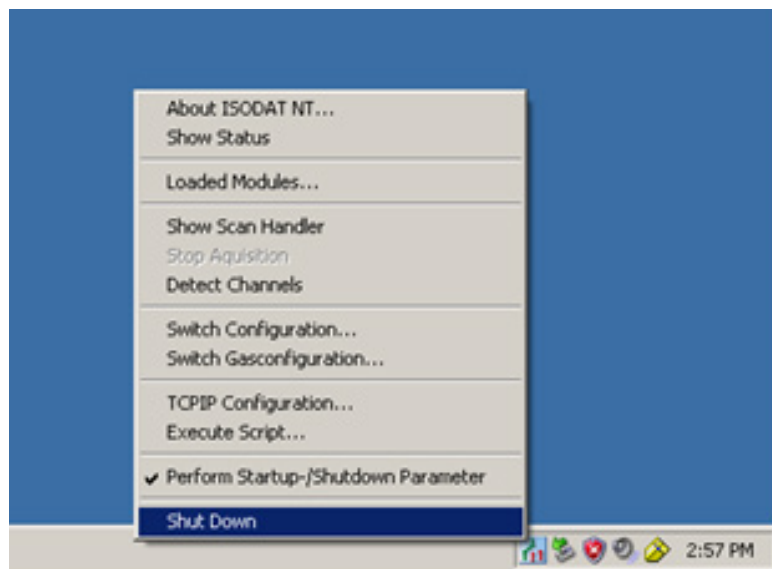 About ISODAT NT...
Show Status
Loaded Modules...
Show Scan Handler
Stop Aquisition
Detect Channels
Switch Configuration...
Switch Gasconfiguration...
TCPIP Configuration...
Execute Script...
Perform Startup-/Shutdown Parameter
Shut Down
2:57 PM